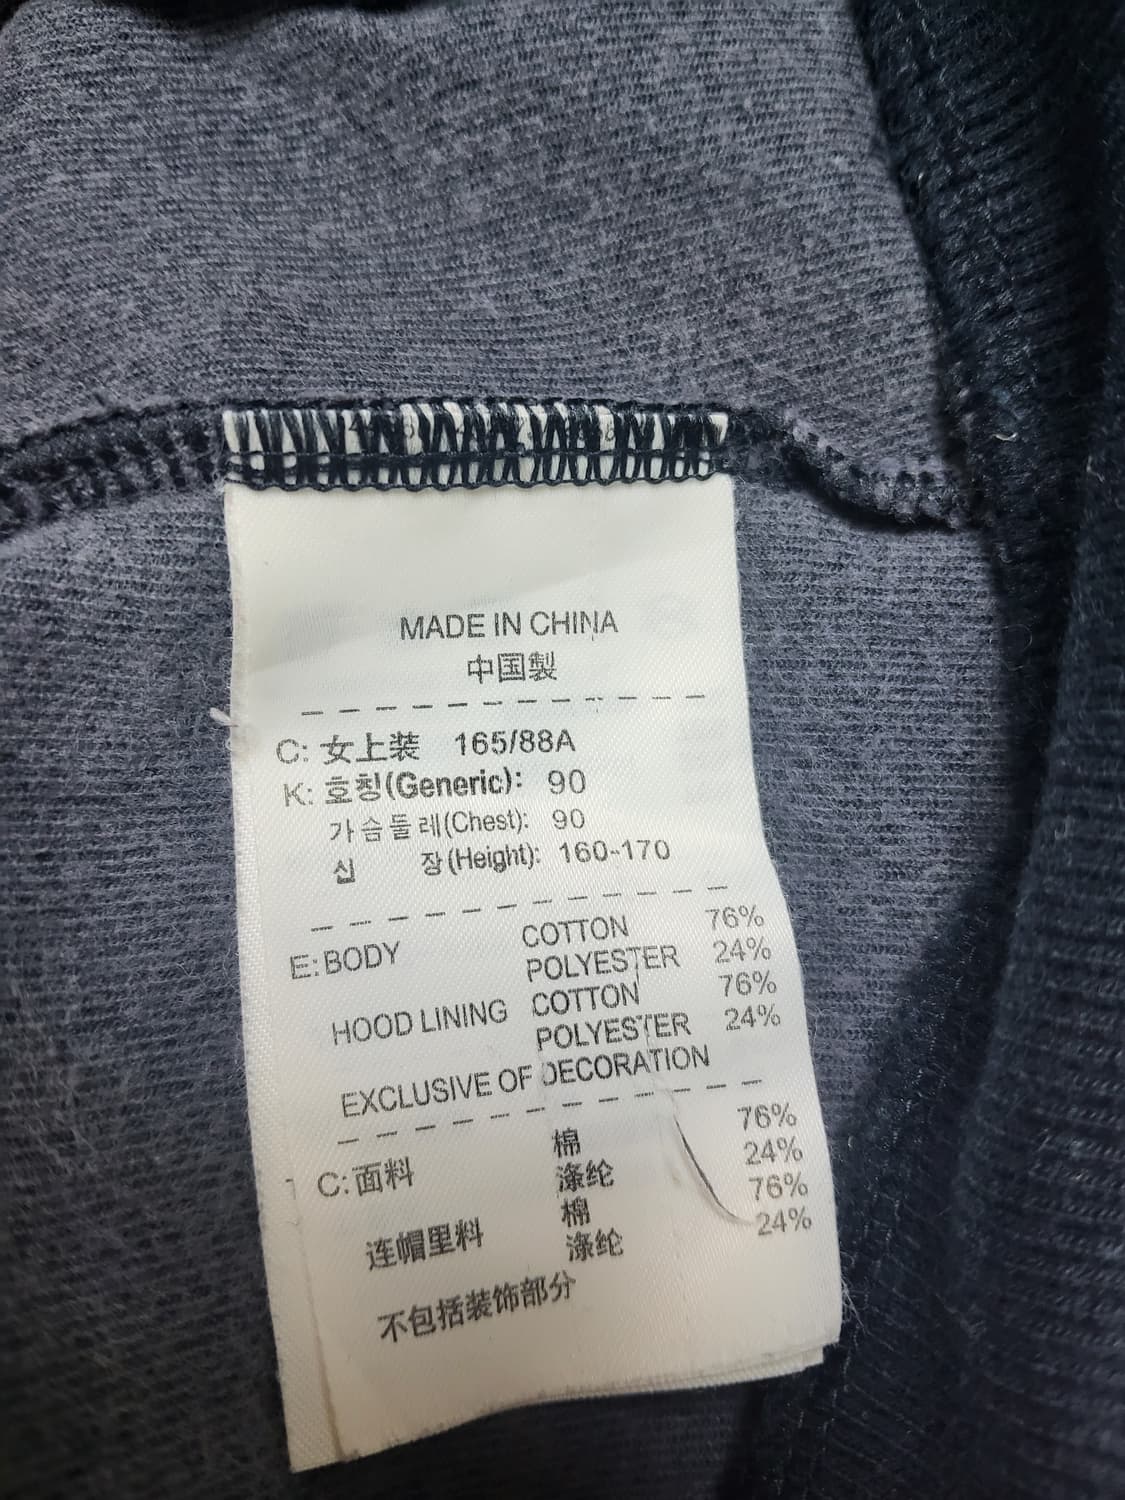 MADE IN CHINA
中国製
C: 女上装 165/88A
K: 호칭(Generic): 90
가슴둘레(Chest): 90
신 장(Height): 160-170
E: BODY COTTON 76%
POLYESTER 24%
HOOD LINING COTTON 76%
POLYESTER 24%
EXCLUSIVE OF DECORATION
C: 面料 棉 76%
涤纶 24%
连帽里料 棉 76%
涤纶 24%
不包括装饰部分